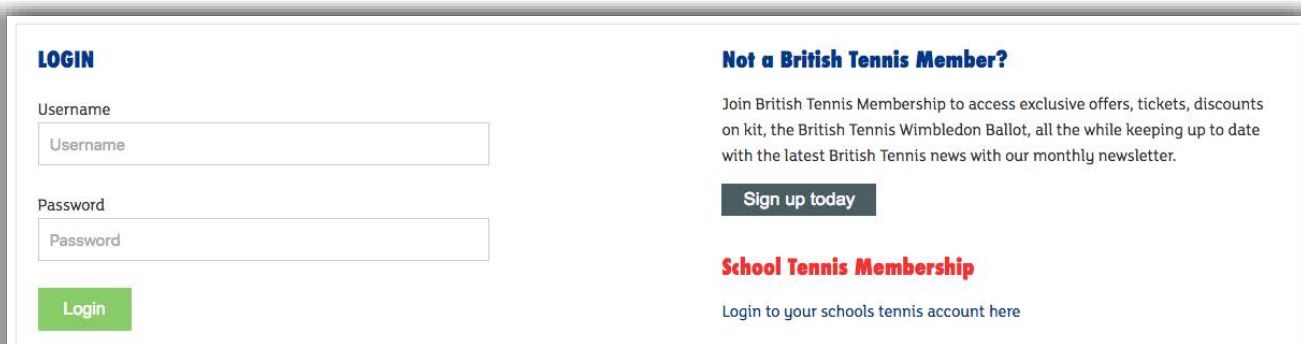 LOGIN
Username
Username
Password
Password
Login
Not a British Tennis Member?
Join British Tennis Membership to access exclusive offers, tickets, discounts
on kit, the British Tennis Wimbledon Ballot, all the while keeping up to date
with the latest British Tennis news with our monthly newsletter.
Sign up today
School Tennis Membership
Login to your schools tennis account here